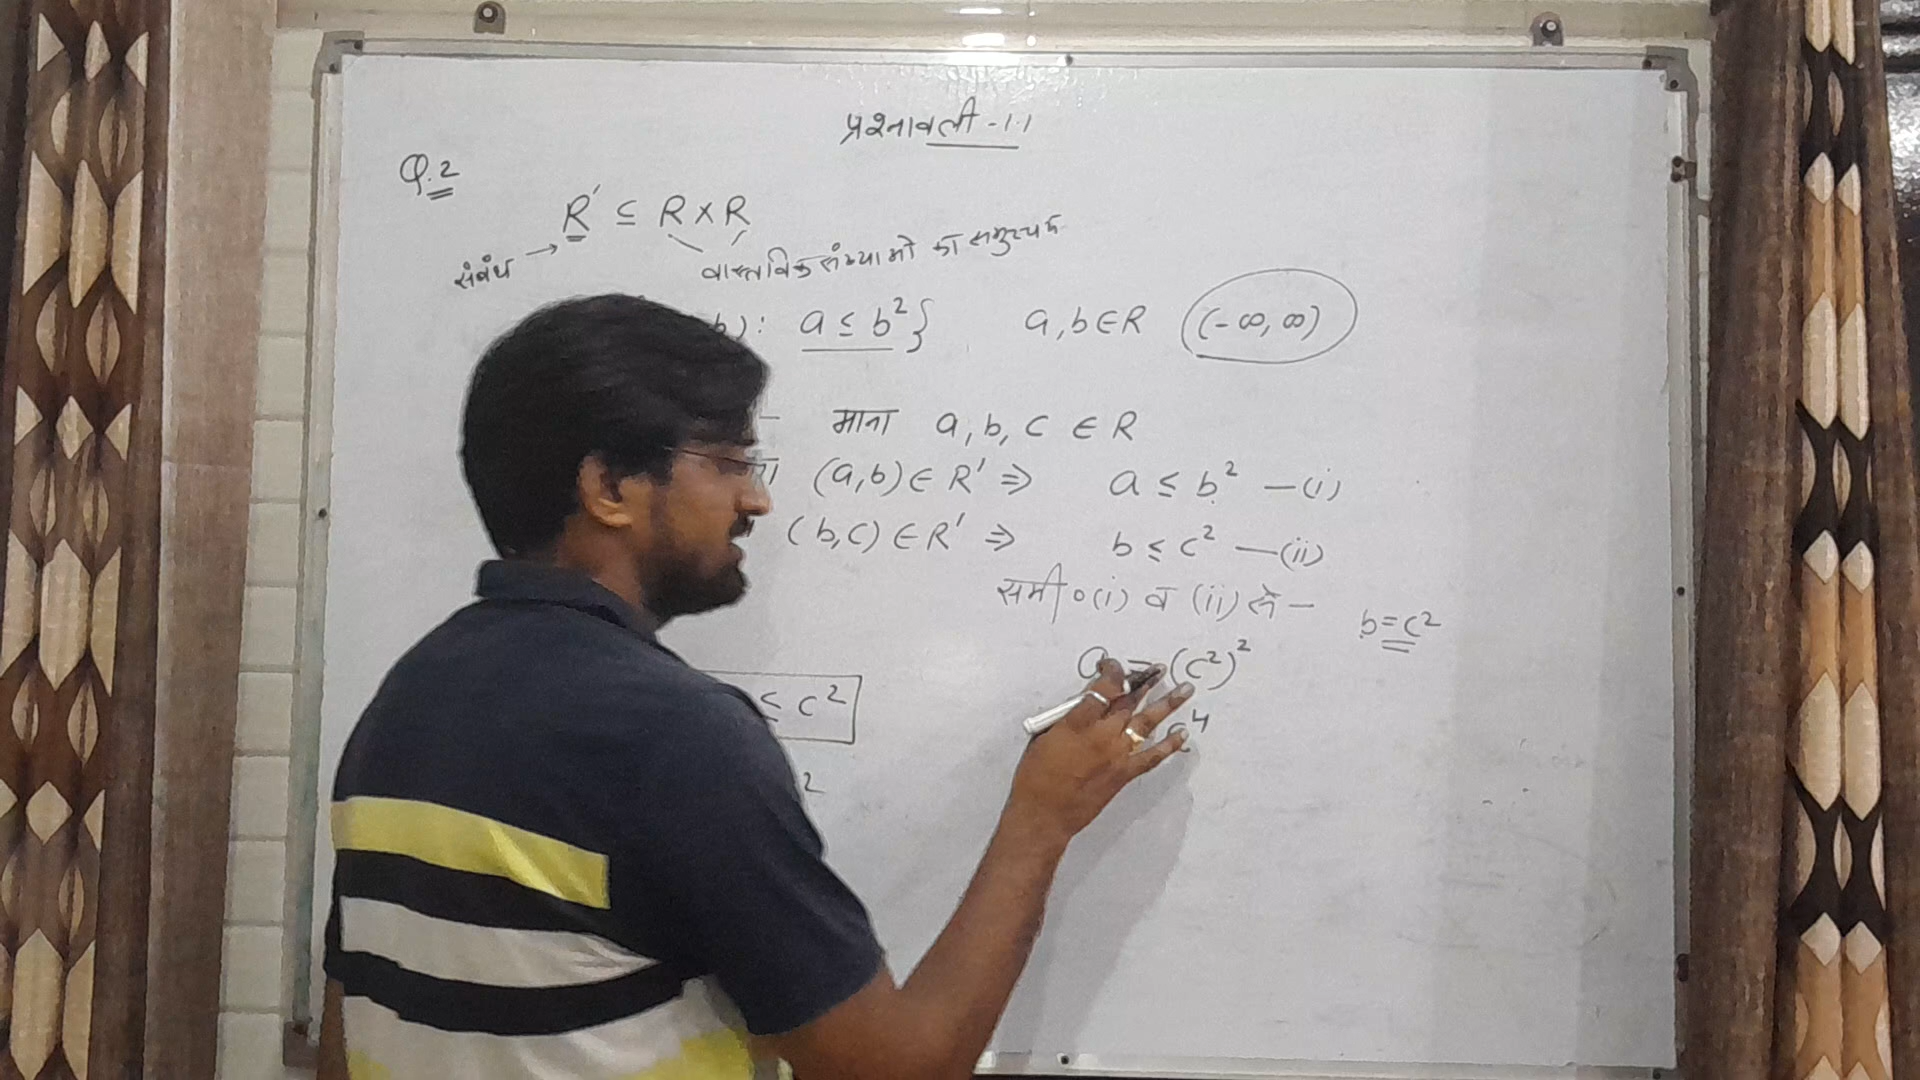 प्रश्नावली - 1.1
Q.2
R' ⊆ R × R
संबंध → वास्तविक संख्याओं का समुच्चय
b): a ≤ b²} a, b ∈ R (-∞, ∞)
- माना a, b, c ∈ R
(a,b) ∈ R' ⇒ a ≤ b² —(i)
(b,c) ∈ R' ⇒ b ≤ c² —(ii)
समी०(i) व (ii) से —
b = c²
a = (c²)²
≤ c²
c⁴
2